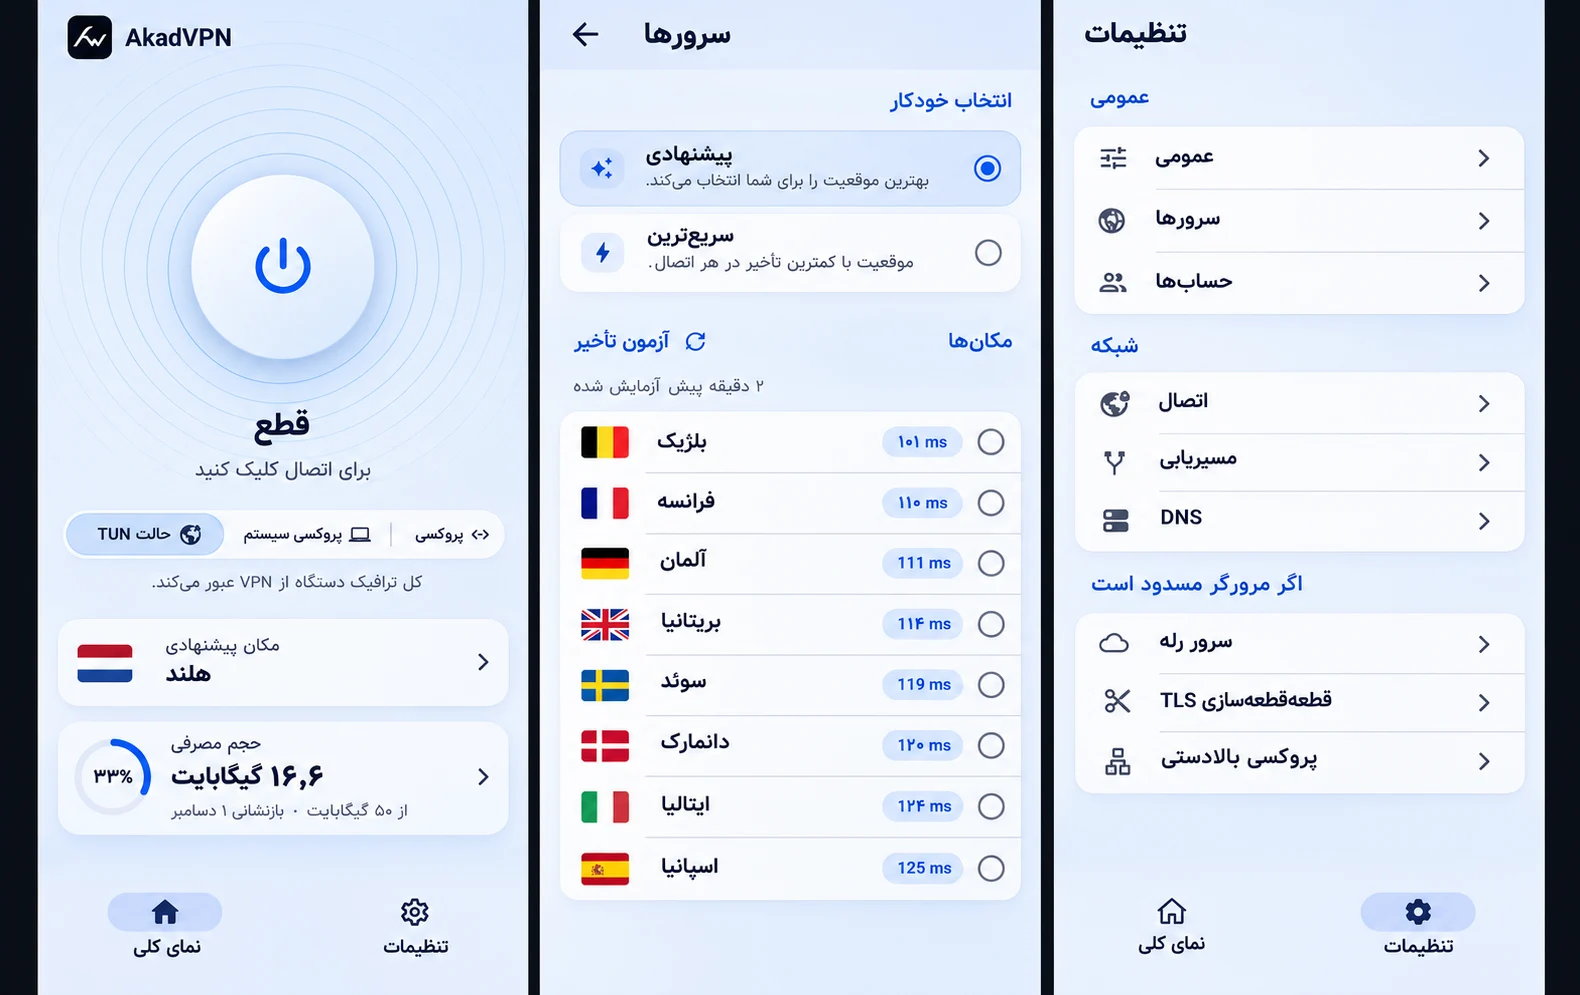 AkadVPN
قطع
برای اتصال کلیک کنید
حالت TUN
پروکسی سیستم
پروکسی
کل ترافیک دستگاه از VPN عبور می‌کند.
مکان پیشنهادی
هلند
۳۳%
حجم مصرفی
۱۶,۶ گیگابایت
از ۵۰ گیگابایت · بازنشانی ۱ دسامبر
نمای کلی
تنظیمات
سرورها
انتخاب خودکار
پیشنهادی
بهترین موقعیت را برای شما انتخاب می‌کند.
سریع‌ترین
موقعیت با کمترین تأخیر در هر اتصال.
مکان‌ها
آزمون تأخیر
۲ دقیقه پیش آزمایش شده
بلژیک
۱۰۱ ms
فرانسه
۱۱۰ ms
آلمان
111 ms
بریتانیا
۱۱۴ ms
سوئد
119 ms
دانمارک
۱۲۰ ms
ایتالیا
۱۲۴ ms
اسپانیا
125 ms
تنظیمات
عمومی
عمومی
سرورها
حساب‌ها
شبکه
اتصال
مسیریابی
DNS
اگر مرورگر مسدود است
سرور رله
قطعه‌قطعه‌سازی TLS
پروکسی بالادستی
نمای کلی
تنظیمات